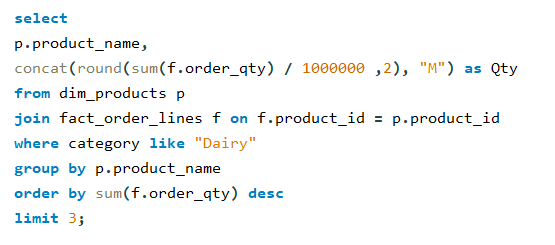 select
p.product_name,
concat(round(sum(f.order_qty) / 1000000 ,2), "M") as Qty
from dim_products p
join fact_order_lines f on f.product_id = p.product_id
where category like "Dairy"
group by p.product_name
order by sum(f.order_qty) desc
limit 3;